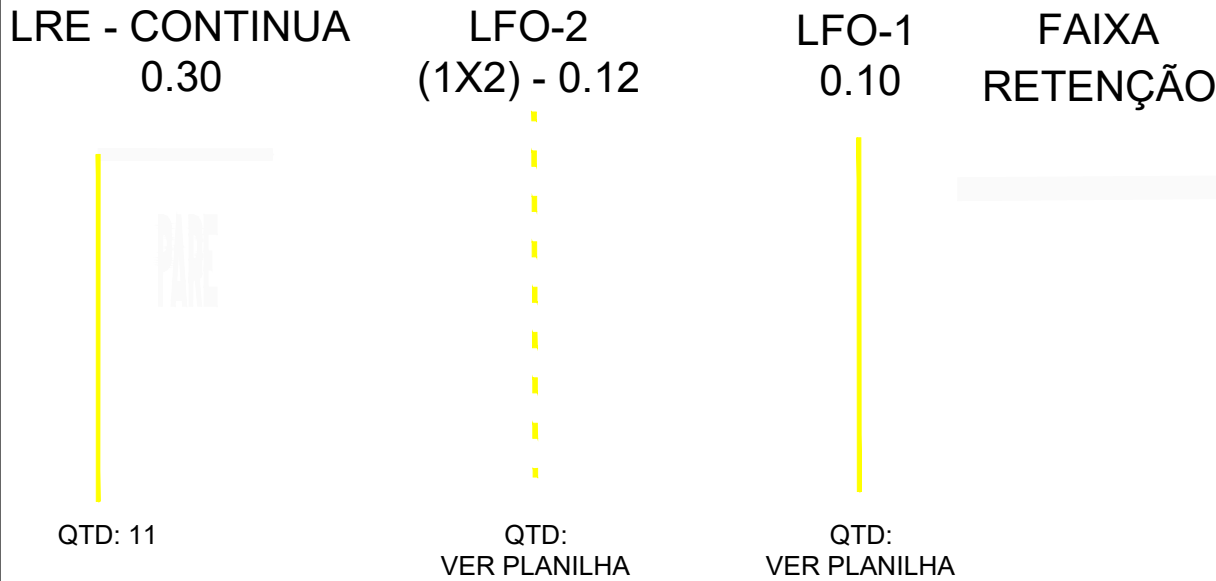 LRE - CONTINUA
0.30
LFO-2
(1X2) - 0.12
LFO-1
0.10
FAIXA
RETENÇÃO
PARE
QTD: 11
QTD:
VER PLANILHA
QTD:
VER PLANILHA